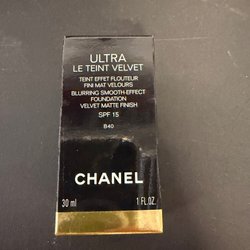 ULTRA
LE TEINT VELVET
TEINT EFFET FLOUTEUR
FINI MAT VELOURS
BLURRING SMOOTH-EFFECT
FOUNDATION
VELVET MATTE FINISH
SPF 15
B40
CHANEL
30 ml 1 FL.OZ.